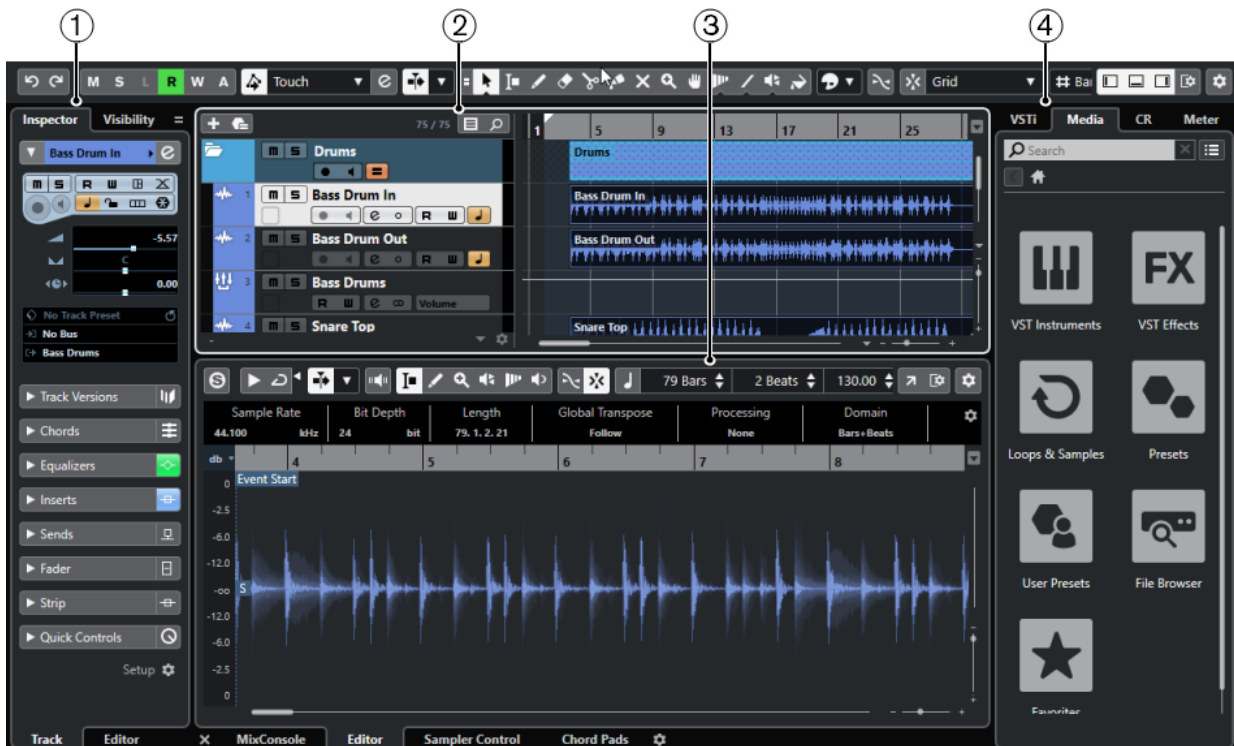 1 2 3 4
M S L R W A Touch Grid Bar
Inspector Visibility
Bass Drum In
M S R W
-5.57
C
0.00
No Track Preset
No Bus
Bass Drums
Track Versions
Chords
Equalizers
Inserts
Sends
Fader
Strip
Quick Controls
Setup
Track Editor
75 / 75
M S Drums
1 M S Bass Drum In
R W
2 M S Bass Drum Out
R W
3 M S Bass Drums
R W Volume
4 M S Snare Top
1 5 9 13 17 21 25
Drums
Bass Drum In
Bass Drum Out
Snare Top
S 79 Bars 2 Beats 130.00
Sample Rate Bit Depth Length Global Transpose Processing Domain
44.100 kHz 24 bit 79. 1. 2. 21 Follow None Bars+Beats
db 4 5 6 7 8
Event Start
0
-2.5
-6.0
-12.0
-oo
S
-12.0
-6.0
-2.5
0
MixConsole Editor Sampler Control Chord Pads
VSTi Media CR Meter
Search
FX
VST Instruments VST Effects
Loops & Samples Presets
User Presets File Browser
Favorites